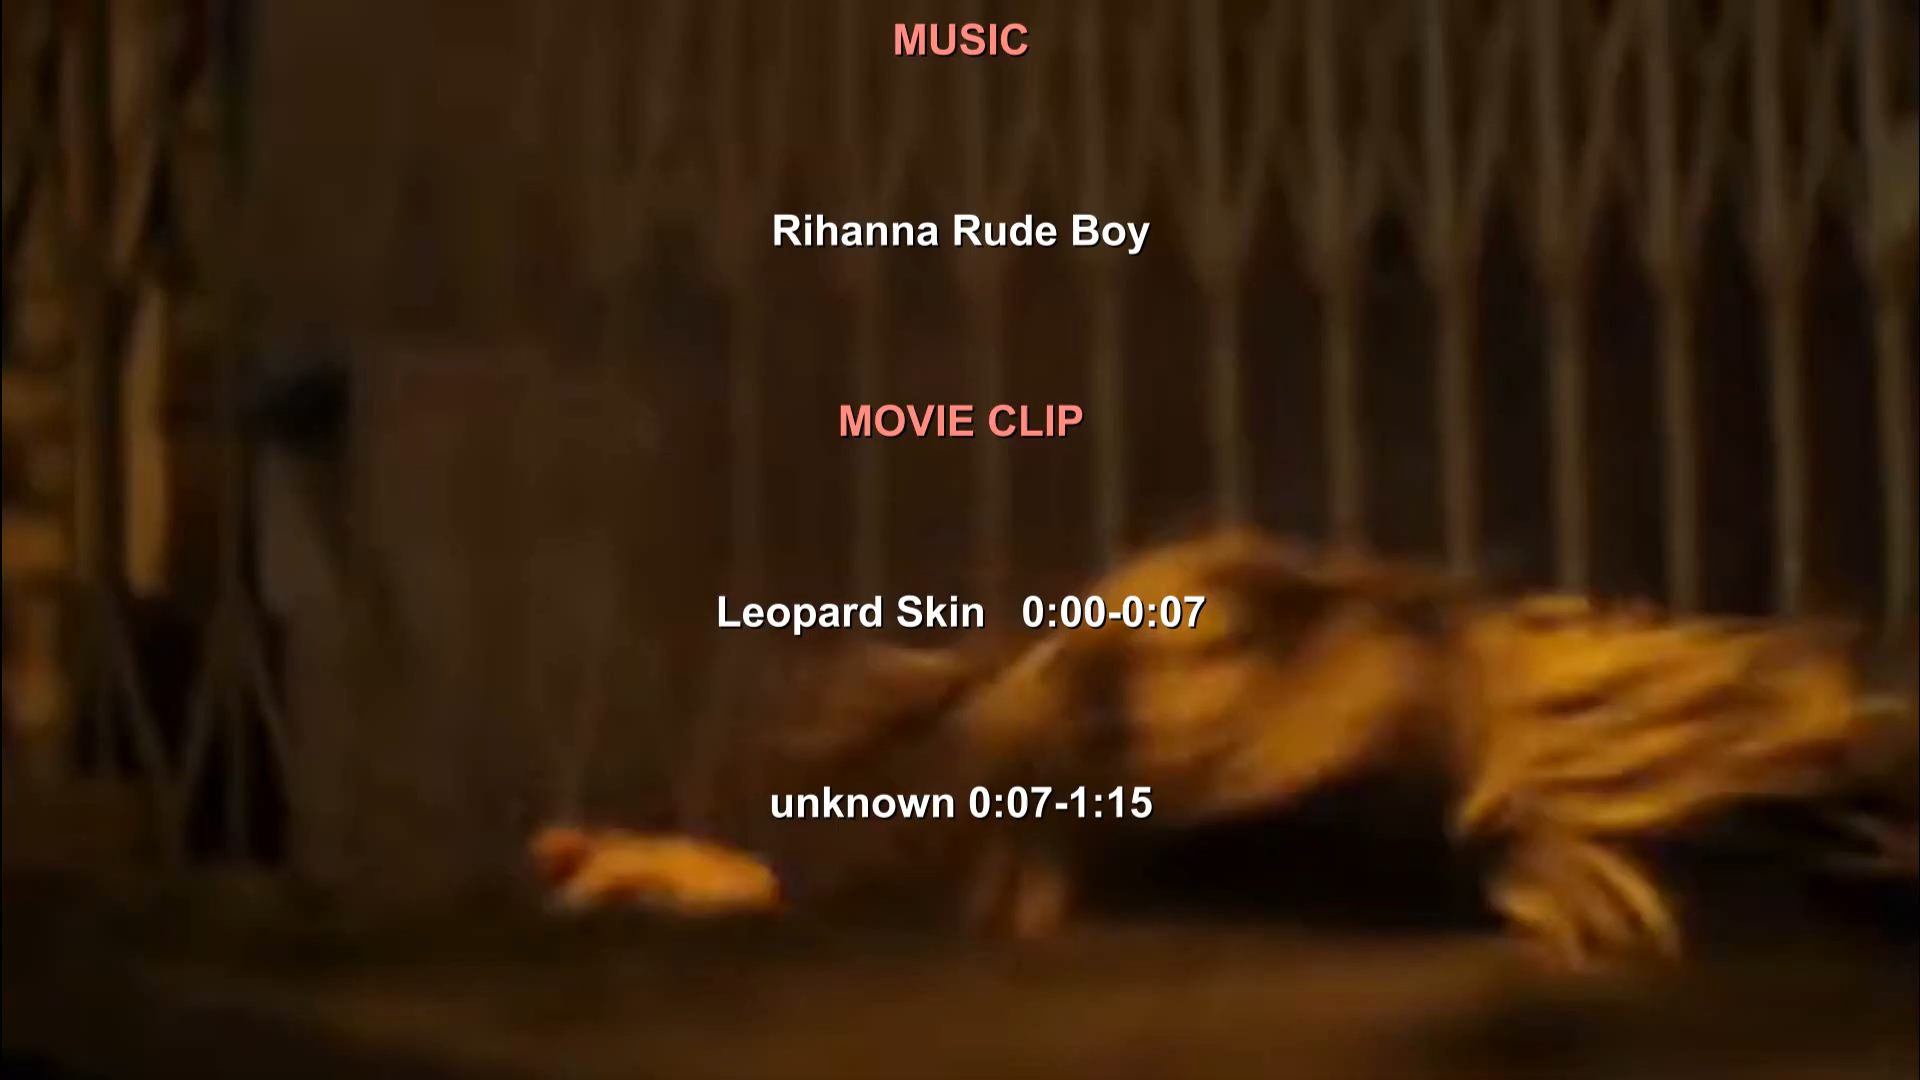 MUSIC
Rihanna Rude Boy
MOVIE CLIP
Leopard Skin 0:00-0:07
unknown 0:07-1:15